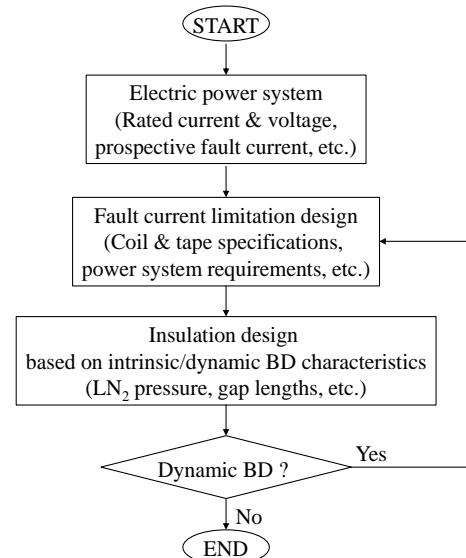 START
Electric power system
(Rated current & voltage,
prospective fault current, etc.)
Fault current limitation design
(Coil & tape specifications,
power system requirements, etc.)
Insulation design
based on intrinsic/dynamic BD characteristics
(LN₂ pressure, gap lengths, etc.)
Dynamic BD ?
Yes
No
END